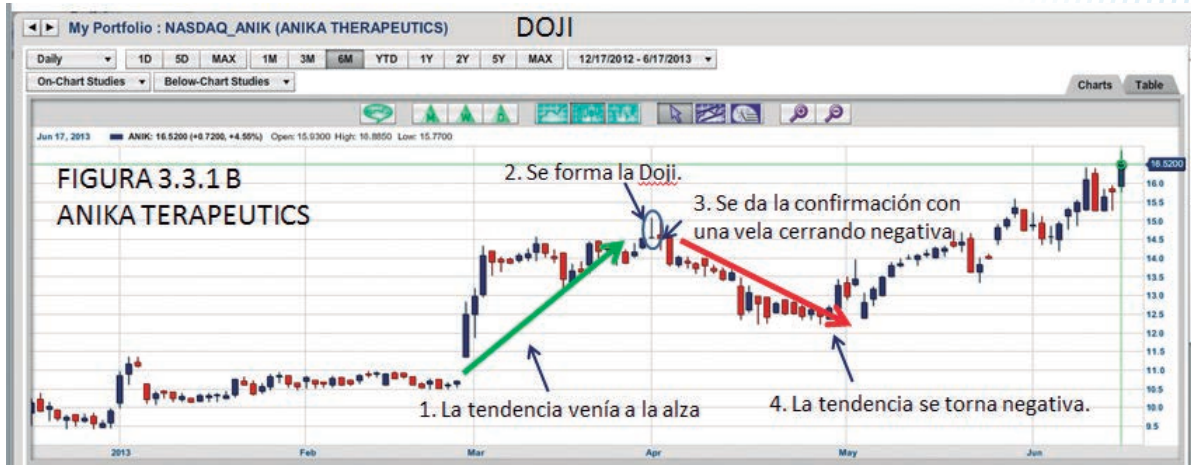 My Portfolio : NASDAQ_ANIK (ANIKA THERAPEUTICS) DOJI
Daily 1D 5D MAX 1M 3M 6M YTD 1Y 2Y 5Y MAX 12/17/2012 - 6/17/2013
On-Chart Studies Below-Chart Studies Charts Table
M W D
Jun 17, 2013 ANIK: 16.5200 (+0.7200, +4.55%) Open: 15.9300 High: 16.8850 Low: 15.7700
FIGURA 3.3.1 B
ANIKA TERAPEUTICS
2. Se forma la Doji.
3. Se da la confirmación con
una vela cerrando negativa
1. La tendencia venía a la alza
4. La tendencia se torna negativa.
16.5200
16.0
15.5
15.0
14.5
14.0
13.5
13.0
12.5
12.0
11.5
11.0
10.5
10.0
9.5
2013 Feb Mar Apr May Jun